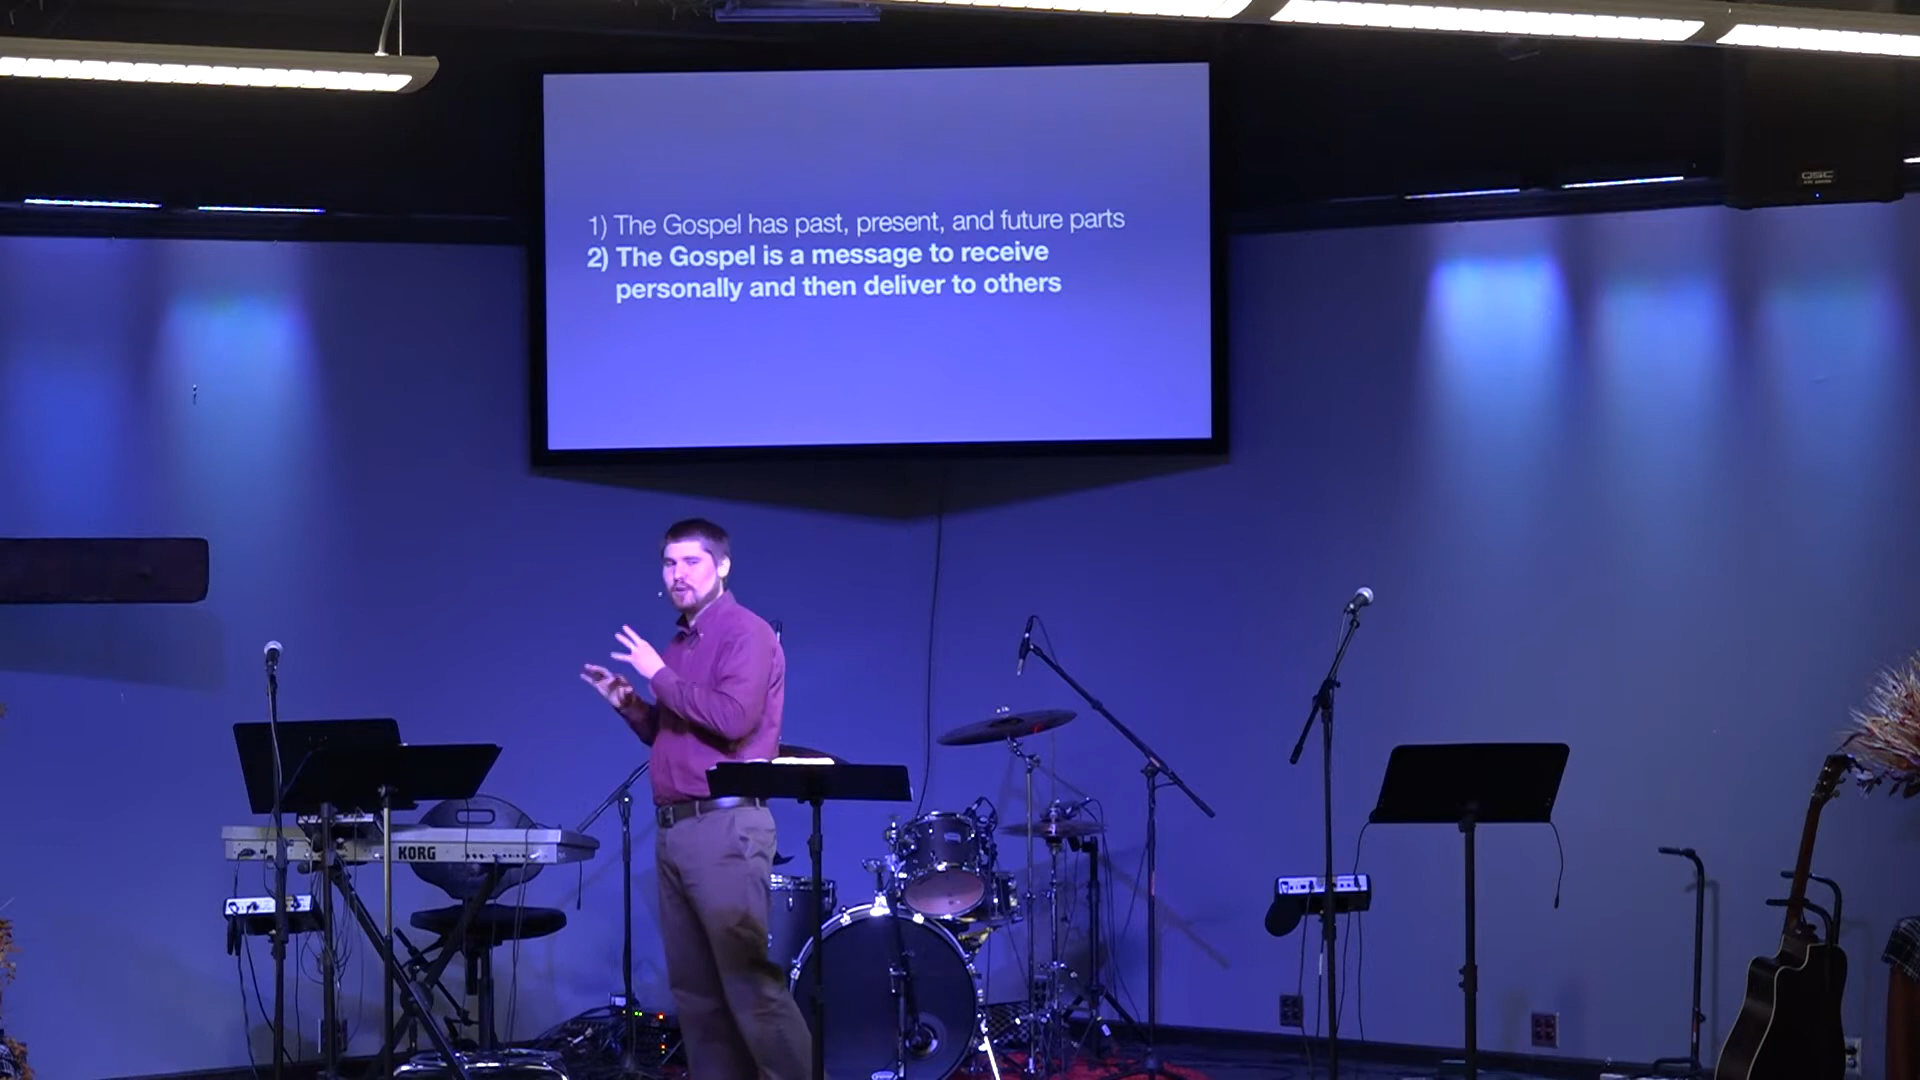 QSC
1) The Gospel has past, present, and future parts
2) The Gospel is a message to receive
personally and then deliver to others
KORG